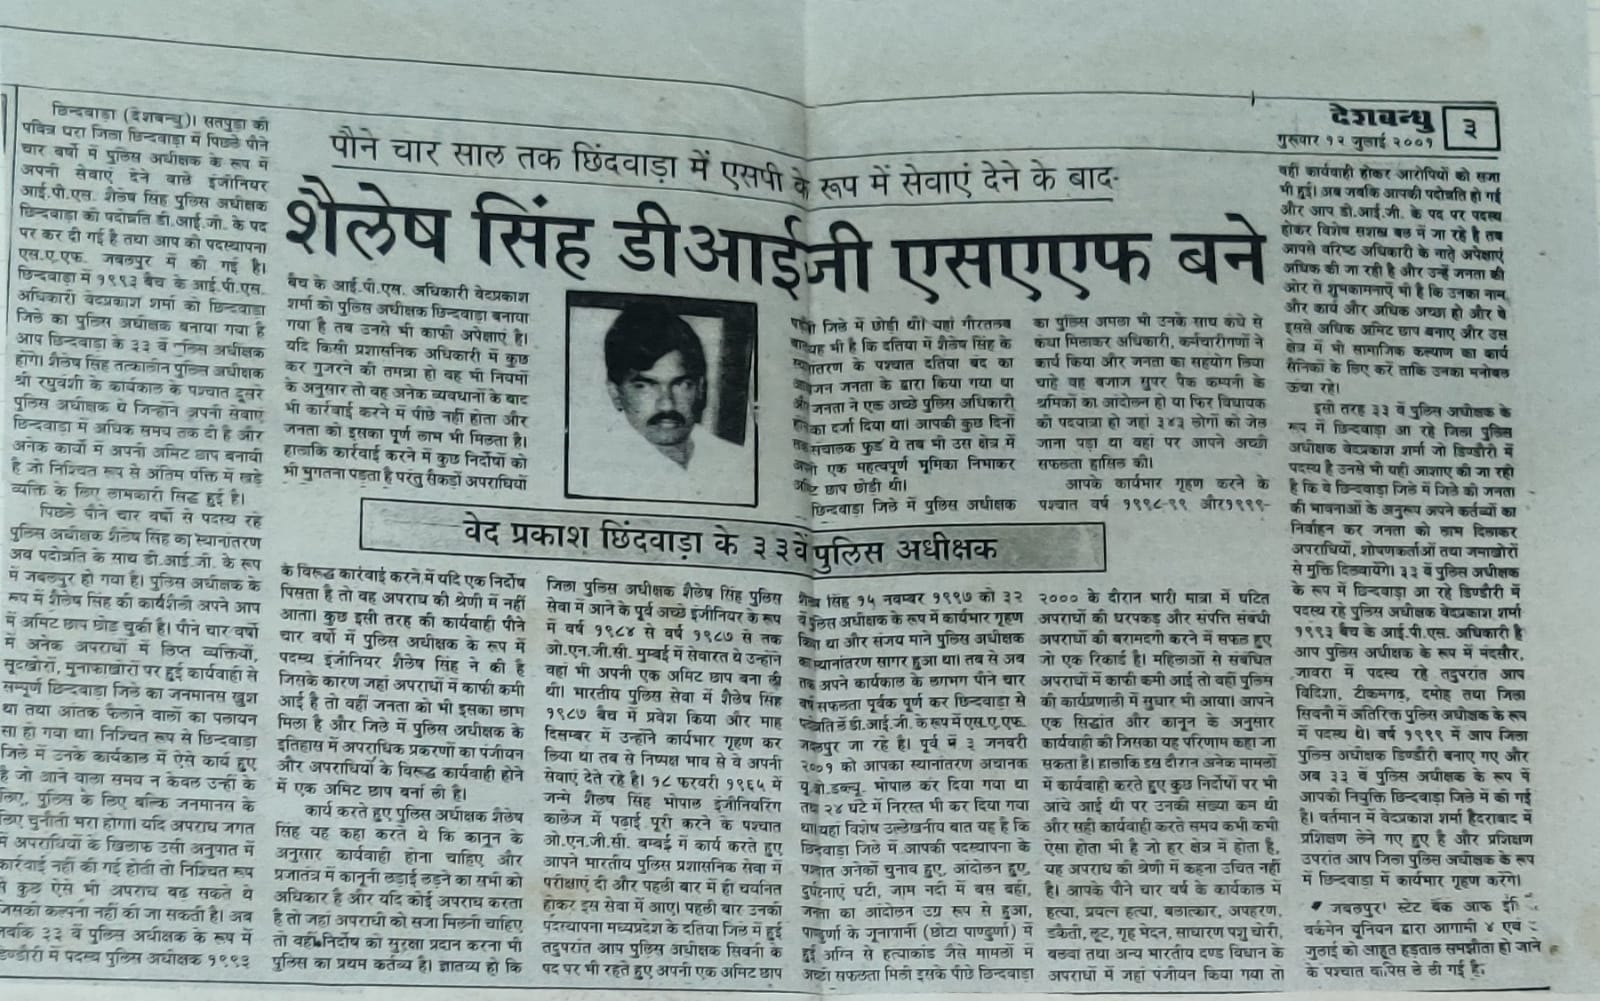 देशबन्धु
३
गुरूवार १२ जुलाई २००१
पौने चार साल तक छिंदवाड़ा में एसपी के रूप में सेवाएं देने के बाद-
शैलेष सिंह डीआईजी एसएएफ बने
छिन्दवाड़ा (देशबन्धु)। सतपुड़ा की
पवित्र धरा जिला छिन्दवाड़ा में पिछले पौने
चार वर्षो में पुलिस अधीक्षक के रूप में
अपनी सेवाएं देने वाले इंजीनियर
आई.पी.एस. शैलेष सिंह पुलिस अधीक्षक
छिन्दवाड़ा को पदोन्नति डी.आई.जी. के पद
पर कर दी गई है तथा आप को पदस्थापना
एस.ए.एफ. जबलपुर में की गई है।
छिन्दवाड़ा में १९९३ बैच के आई.पी.एस.
अधिकारी वेदप्रकाश शर्मा को छिन्दवाड़ा
जिले का पुलिस अधीक्षक बनाया गया है
आप छिन्दवाड़ा के ३३ वें पुलिस अधीक्षक
होंगे। शैलेष सिंह तत्कालीन पुलिस अधीक्षक
श्री रघुवंशी के कार्यकाल के पश्चात दूसरे
पुलिस अधीक्षक थे जिन्होंने अपनी सेवाएं
छिन्दवाड़ा में अधिक समय तक दी है और
अनेक कार्यो में अपनी अमिट छाप बनायी
है जो निश्चित रूप से अंतिम पंक्ति में खड़े
व्यक्ति के लिए लाभकारी सिद्ध हुई है।
पिछले पौने चार वर्षो से पदस्थ रहे
पुलिस अधीक्षक शैलेष सिंह का स्थानांतरण
अब पदोन्नति के साथ डी.आई.जी. के रूप
में जबलपुर हो गया है। पुलिस अधीक्षक के
रूप में शैलेष सिंह की कार्यशैली अपने आप
में अमिट छाप छोड़ चुकी है। पौने चार वर्षो
में अनेक अपराधों में लिप्त व्यक्तियों,
सूदखोरों, मुनाफाखोरों पर हुई कार्यवाही से
सम्पूर्ण छिन्दवाड़ा जिले का जनमानस खुश
था तथा आंतक फैलाने वालों का पलायन
सा हो गया था। निश्चित रूप से छिन्दवाड़ा
जिले में उनके कार्यकाल में ऐसे कार्य हुए
है जो आने वाला समय न केवल उन्हीं के
लिए, पुलिस के लिए बल्कि जनमानस के
लिए चुनौती भरा होगा। यदि अपराध जगत
में अपराधियों के खिलाफ उसी अनुपात में
कार्रवाई नहीं की गई होती तो निश्चित रूप
से कुछ ऐसे भी अपराध बढ़ सकते थे
जिसकी कल्पना नहीं की जा सकती है। अब
जबकि ३३ वें पुलिस अधीक्षक के रूप में
डिण्डौरी में पदस्थ पुलिस अधीक्षक १९९३
बैच के आई.पी.एस. अधिकारी वेदप्रकाश
शर्मा को पुलिस अधीक्षक छिन्दवाड़ा बनाया
गया है तब उनसे भी काफी अपेक्षाएं है।
यदि किसी प्रशासनिक अधिकारी में कुछ
कर गुजरने की तमन्ना हो वह भी नियमों
के अनुसार तो वह अनेक व्यवधानों के बाद
भी कार्रवाई करने में पीछे नहीं होता और
जनता को इसका पूर्ण लाभ भी मिलता है।
हालांकि कार्रवाई करने में कुछ निर्दोषों को
भी भुगतना पड़ता है परंतु सैकड़ों अपराधियों
वेद प्रकाश छिंदवाड़ा के ३३ वें पुलिस अधीक्षक
के विरूद्ध कार्रवाई करने में यदि एक निर्दोष
पिसता है तो वह अपराध की श्रेणी में नहीं
आता। कुछ इसी तरह की कार्यवाही पौने
चार वर्षो में पुलिस अधीक्षक के रूप में
पदस्थ इंजीनियर शैलेष सिंह ने की है
जिसके कारण जहां अपराधों में काफी कमी
आई है तो वहीं जनता को भी इसका लाभ
मिला है और जिले में पुलिस अधीक्षक के
इतिहास में अपराधिक प्रकरणों का पंजीयन
और अपराधियों के विरूद्ध कार्यवाही होने
में एक अमिट छाप बना ली है।
कार्य करते हुए पुलिस अधीक्षक शैलेष
सिंह यह कहा करते थे कि कानून के
अनुसार कार्यवाही होना चाहिए और
प्रजातंत्र में कानूनी लड़ाई लड़ने का सभी को
अधिकार है और यदि कोई अपराध करता
है तो जहां अपराधी को सजा मिलनी चाहिए
तो वहीं निर्दोष को सुरक्षा प्रदान करना भी
पुलिस का प्रथम कर्तव्य है। ज्ञातव्य हो कि
जिला पुलिस अधीक्षक शैलेष सिंह पुलिस
सेवा में आने के पूर्व अच्छे इंजीनियर के रूप
में वर्ष १९८४ से वर्ष १९८७ से तक
ओ.एन.जी.सी. मुम्बई में सेवारत थे उन्होंने
वहां भी अपनी एक अमिट छाप बना ली
थी। भारतीय पुलिस सेवा में शैलेष सिंह
१९८७ बैच में प्रवेश किया और माह
दिसम्बर में उन्होंने कार्यभार गृहण कर
लिया था तब से निष्पक्ष भाव से वे अपनी
सेवाएं देते रहे है। १८ फरवरी १९६५ में
जन्मे शैलेष सिंह भोपाल इंजीनियरिंग
कालेज में पढ़ाई पूरी करने के पश्चात
ओ.एन.जी.सी. बम्बई में कार्य करते हुए
आपने भारतीय पुलिस प्रशासनिक सेवा में
परीक्षाएं दी और पहली बार में ही चयनित
होकर इस सेवा में आए। पहली बार उनकी
पदस्थापना मध्यप्रदेश के दतिया जिले में हुई
तदुपरांत आप पुलिस अधीक्षक सिवनी के
पद पर भी रहते हुए अपनी एक अमिट छाप
जिले में छोड़ी थी। यहां गौरतलब
यह भी है कि दतिया में शैलेष सिंह के
स्थानांतरण के पश्चात दतिया बंद का
जनता के द्वारा किया गया था
जनता ने एक अच्छे पुलिस अधिकारी
का दर्जा दिया था। आपकी कुछ दिनों
संचालक फुड थे तब भी उस क्षेत्र में
एक महत्वपूर्ण भूमिका निभाकर
छाप छोड़ी थी।
छिन्दवाड़ा जिले में पुलिस अधीक्षक
सिंह १५ नवम्बर १९९७ को ३२
वें पुलिस अधीक्षक के रूप में कार्यभार गृहण
किया था और संजय माने पुलिस अधीक्षक
का स्थानांतरण सागर हुआ था। तब से अब
तक अपने कार्यकाल के लगभग पौने चार
वर्ष सफलता पूर्वक पूर्ण कर छिन्दवाड़ा से
डी.आई.जी. के रूप में एस.ए.एफ.
जबलपुर जा रहे है। पूर्व में ३ जनवरी
२००१ को आपका स्थानांतरण अचानक
भोपाल कर दिया गया था
२४ घंटे में निरस्त भी कर दिया गया
था। यहां विशेष उल्लेखनीय बात यह है कि
छिन्दवाड़ा जिले में आपकी पदस्थापना के
पश्चात अनेकों चुनाव हुए, आंदोलन हुए,
दुर्घटनाएं घटी, जाम नदी में बस बही,
जनता का आंदोलन उग्र रूप से हुआ,
पाण्ढुर्णा के जूनापानी (छोटा पाण्ढुर्णा) में
हुई अग्नि से हत्याकांड जैसे मामलों में
अच्छी सफलता मिली इसके पीछे छिन्दवाड़ा
का पुलिस अमला भी उनके साथ कंधे से
कंधा मिलाकर अधिकारी, कर्मचारीगणों ने
कार्य किया और जनता का सहयोग लिया
चाहे वह बजाज सुपर पैक कम्पनी के
श्रमिकों का आंदोलन हो या फिर विधायक
की पदयात्रा हो जहां ३४३ लोगों को जेल
जाना पड़ा था वहां पर आपने अच्छी
सफलता हासिल की।
आपके कार्यभार गृहण करने के
पश्चात वर्ष १९९८-९९ और १९९९-
२००० के दौरान भारी मात्रा में घटित
अपराधों की धरपकड़ और संपत्ति संबंधी
अपराधों की बरामदगी करने में सफल हुए
जो एक रिकार्ड है। महिलाओं से संबंधित
अपराधों में काफी कमी आई तो वहीं पुलिस
की कार्यप्रणाली में सुधार भी आया। आपने
एक सिद्धांत और कानून के अनुसार
कार्यवाही की जिसका यह परिणाम कहा जा
सकता है। हालांकि इस दौरान अनेक मामलों
में कार्यवाही करते हुए कुछ निर्दोषों पर भी
आंच आई थी पर उनकी संख्या कम थी
और सही कार्यवाही करते समय कभी कभी
ऐसा होता भी है जो हर क्षेत्र में होता है,
यह अपराध की श्रेणी में कहना उचित नहीं
है। आपके पौने चार वर्ष के कार्यकाल में
हत्या, प्रयत्न हत्या, बलात्कार, अपहरण,
डकैती, लूट, गृह भेदन, साधारण पशु चोरी,
बलवा तथा अन्य भारतीय दण्ड विधान के
अपराधों में जहां पंजीयन किया गया तो
वहीं कार्यवाही होकर आरोपियों को सजा
भी हुई। अब जबकि आपकी पदोन्नति हो गई
और आप डी.आई.जी. के पद पर पदस्थ
होकर विशेष सशस्त्र बल में जा रहे है तब
आपसे वरिष्ठ अधिकारी के नाते अपेक्षाएं
अधिक की जा रही है और उन्हें जनता की
ओर से शुभकामनाएं भी है कि उनका नाम
और कार्य और अधिक अच्छा हो और वे
इससे अधिक अमिट छाप बनाए और उस
क्षेत्र में भी सामाजिक कल्याण का कार्य
सैनिकों के लिए करें ताकि उनका मनोबल
ऊंचा रहे।
इसी तरह ३३ वें पुलिस अधीक्षक के
रूप में छिन्दवाड़ा आ रहे जिला पुलिस
अधीक्षक वेदप्रकाश शर्मा जो डिण्डौरी में
पदस्थ है उनसे भी यही आशाएं की जा रही
है कि वे छिन्दवाड़ा जिले में जिले की जनता
की भावनाओं के अनुरूप अपने कर्तव्यों का
निर्वाहन कर जनता को लाभ दिलाकर
अपराधियों, शोषणकर्ताओं तथा जमाखोरों
से मुक्ति दिलवायेंगे। ३३ वें पुलिस अधीक्षक
के रूप में छिन्दवाड़ा आ रहे डिण्डौरी में
पदस्थ रहे पुलिस अधीक्षक वेदप्रकाश शर्मा
१९९३ बैच के आई.पी.एस. अधिकारी है
आप पुलिस अधीक्षक के रूप में मंदसौर,
जावरा में पदस्थ रहे तदुपरांत आप
विदिशा, टीकमगढ़, दमोह तथा जिला
सिवनी में अतिरिक्त पुलिस अधीक्षक के रूप
में पदस्थ थे। वर्ष १९९९ में आप जिला
पुलिस अधीक्षक डिण्डौरी बनाए गए और
अब ३३ वें पुलिस अधीक्षक के रूप में
आपकी नियुक्ति छिन्दवाड़ा जिले में की गई
है। वर्तमान में वेदप्रकाश शर्मा हैदराबाद में
प्रशिक्षण लेने गए हुए है और प्रशिक्षण
उपरांत आप जिला पुलिस अधीक्षक के रूप
में छिन्दवाड़ा में कार्यभार गृहण करेंगे।
जबलपुर। स्टेट बैंक आफ
वर्कमेन यूनियन द्वारा आगामी ४ एवं
जुलाई को आहूत हड़ताल समझौता हो जाने
के पश्चात वापिस ले ली गई है।